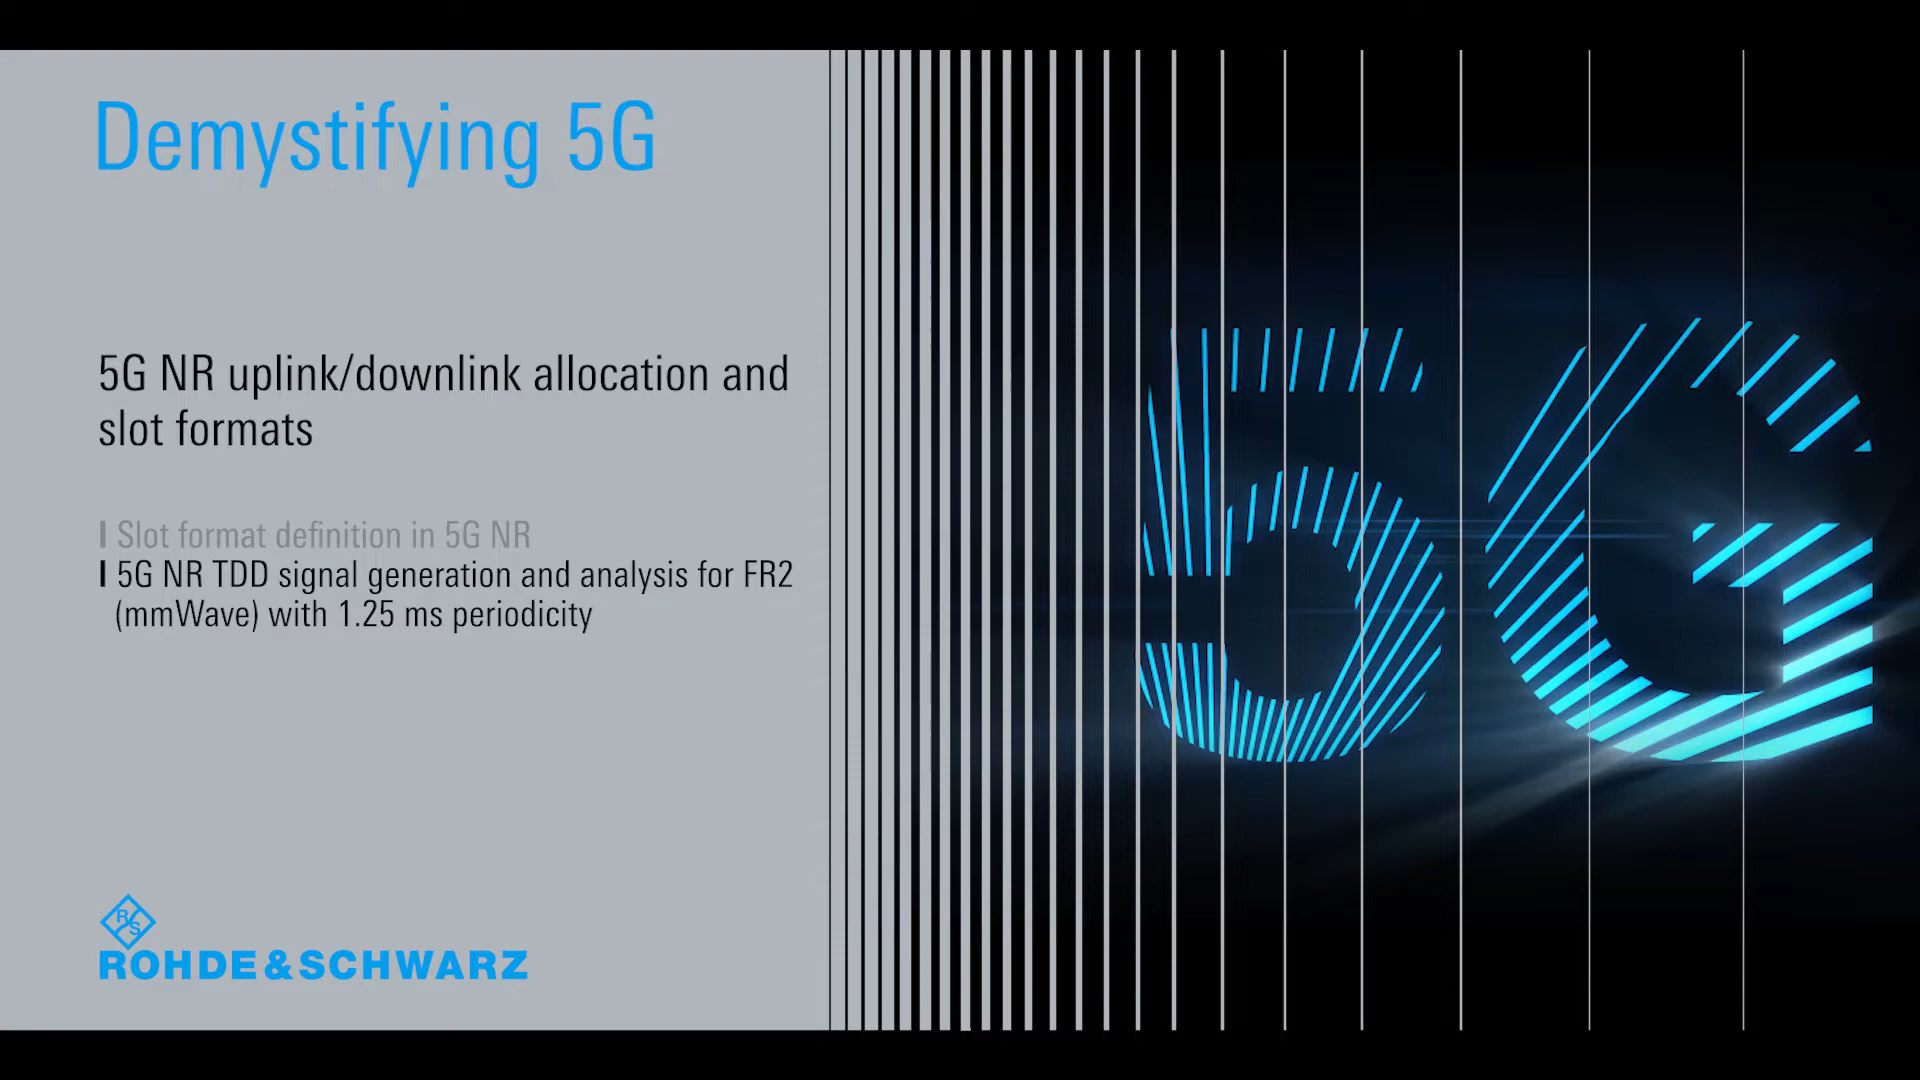 Demystifying 5G
5G NR uplink/downlink allocation and
slot formats
Slot format definition in 5G NR
5G NR TDD signal generation and analysis for FR2
(mmWave) with 1.25 ms periodicity
5G
R
S
ROHDE&SCHWARZ